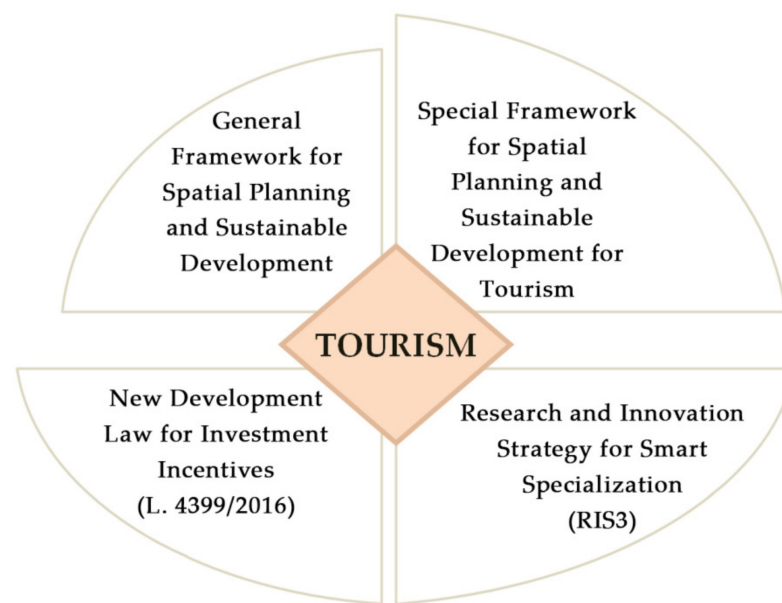 General
Framework for
Spatial Planning
and Sustainable
Development
Special Framework
for Spatial
Planning and
Sustainable
Development for
Tourism
TOURISM
New Development
Law for Investment
Incentives
(L. 4399/2016)
Research and Innovation
Strategy for Smart
Specialization
(RIS3)